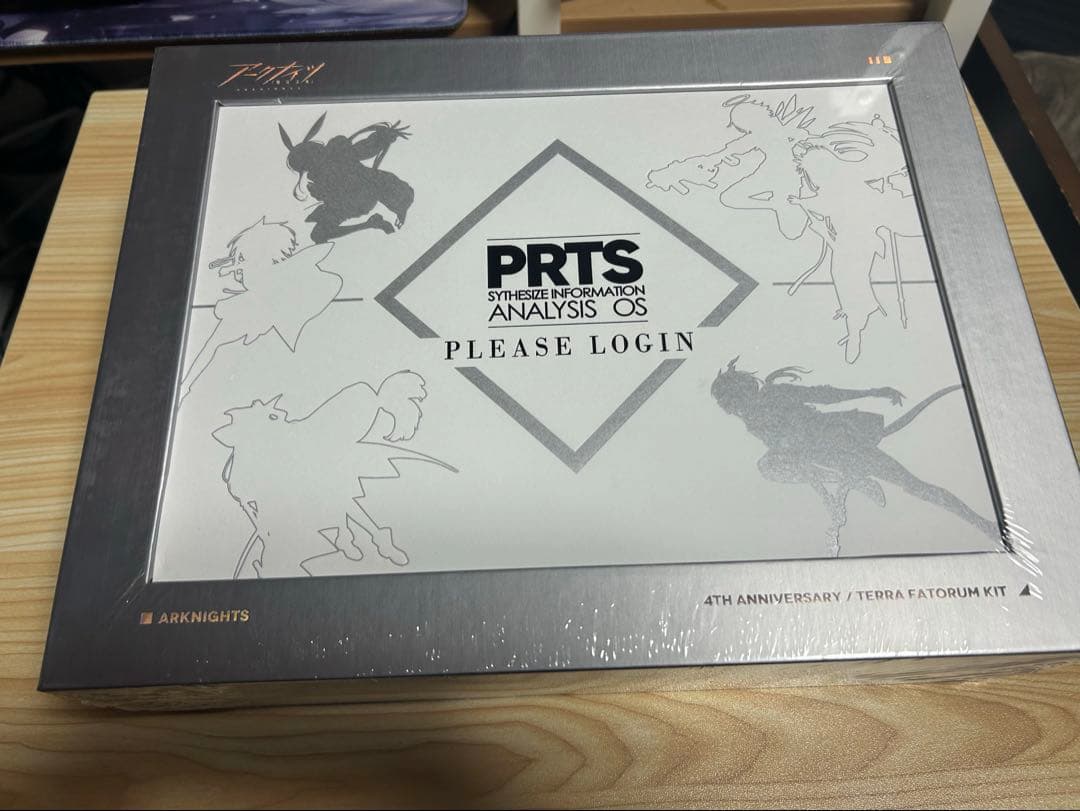 アークナイツ
PRTS
SYTHESIZE INFORMATION
ANALYSIS OS
PLEASE LOGIN
ARKNIGHTS
4TH ANNIVERSARY / TERRA FATORUM KIT